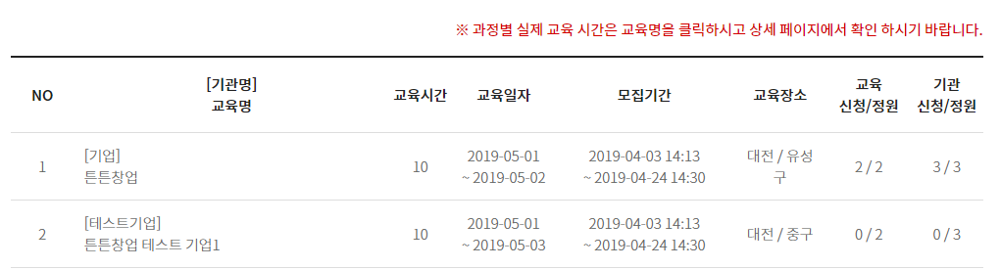 ※ 과정별 실제 교육 시간은 교육명을 클릭하시고 상세 페이지에서 확인 하시기 바랍니다.
NO [기관명] 교육명 교육시간 교육일자 모집기간 교육장소 교육 신청/정원 기관 신청/정원
1 [기업] 튼튼창업 10 2019-05-01 ~ 2019-05-02 2019-04-03 14:13 ~ 2019-04-24 14:30 대전 / 유성구 2 / 2 3 / 3
2 [테스트기업] 튼튼창업 테스트 기업1 10 2019-05-01 ~ 2019-05-03 2019-04-03 14:13 ~ 2019-04-24 14:30 대전 / 중구 0 / 2 0 / 3